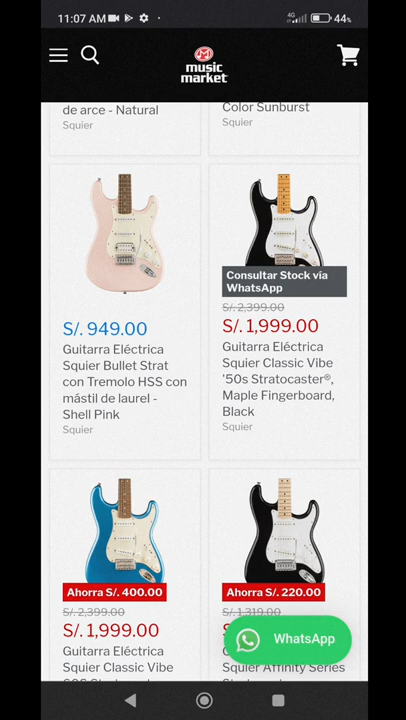 11:07 AM
4G
44%
music
market
de arce - Natural
Squier
Color Sunburst
Squier
S/. 949.00
Guitarra Eléctrica
Squier Bullet Strat
con Tremolo HSS con
mástil de laurel -
Shell Pink
Squier
Consultar Stock vía
WhatsApp
S/. 2,399.00
S/. 1,999.00
Guitarra Eléctrica
Squier Classic Vibe
'50s Stratocaster®,
Maple Fingerboard,
Black
Squier
Ahorra S/. 400.00
S/. 2,399.00
S/. 1,999.00
Guitarra Eléctrica
Squier Classic Vibe
Ahorra S/. 220.00
S/. 1,319.00
WhatsApp
Squier Affinity Series